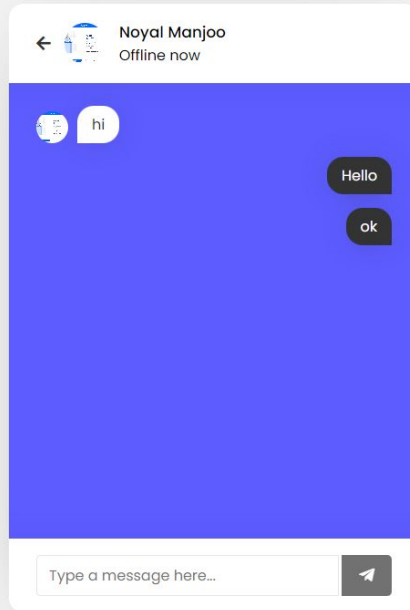 Noyal Manjoo
Offline now
hi
Hello
ok
Type a message here...